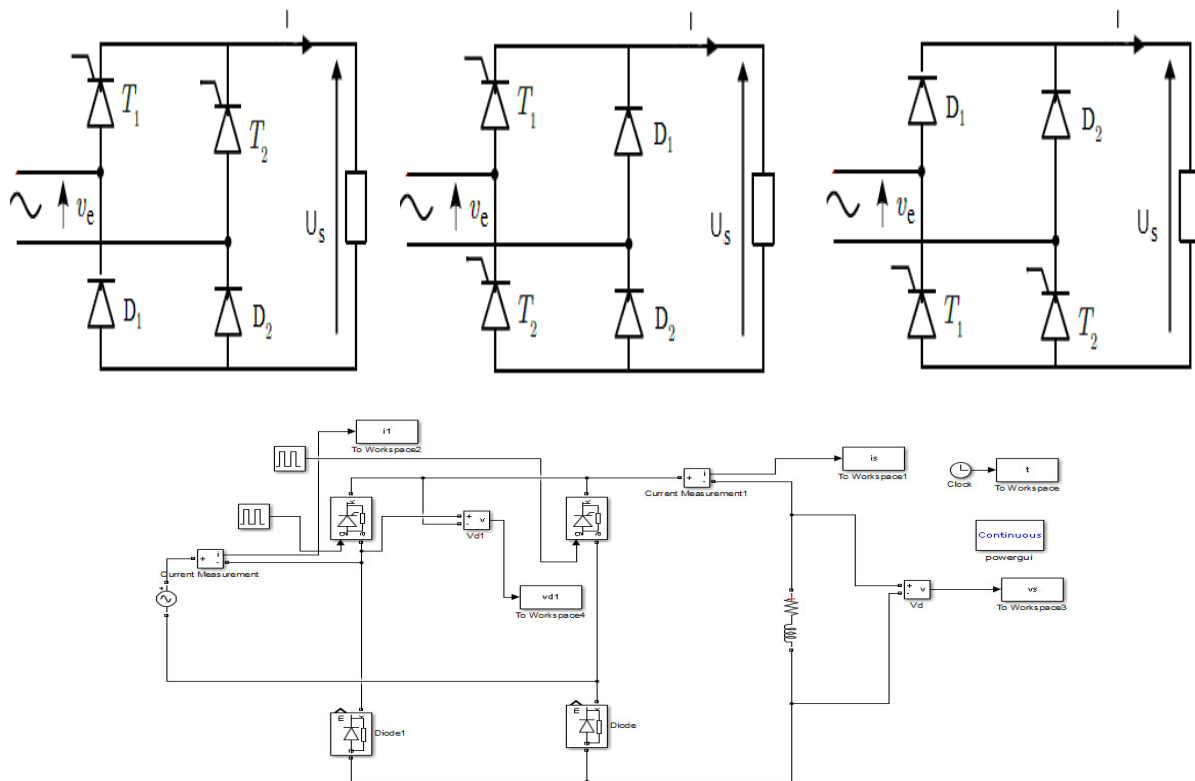 I
T1
T2
ve
Us
D1
D2
I
T1
D1
ve
Us
T2
D2
I
D1
D2
ve
Us
T1
T2
i1
To Workspace2
is
To Workspace1
Current Measurement1
t
Clock
To Workspace
k
g
a
k
g
a
+
-
i
+
-
v
Vd1
Continuous
powergui
+
-
i
Current Measurement
vd1
To Workspace4
+
-
v
Vd
vs
To Workspace3
+
m
k
a
Diode1
m
k
a
Diode